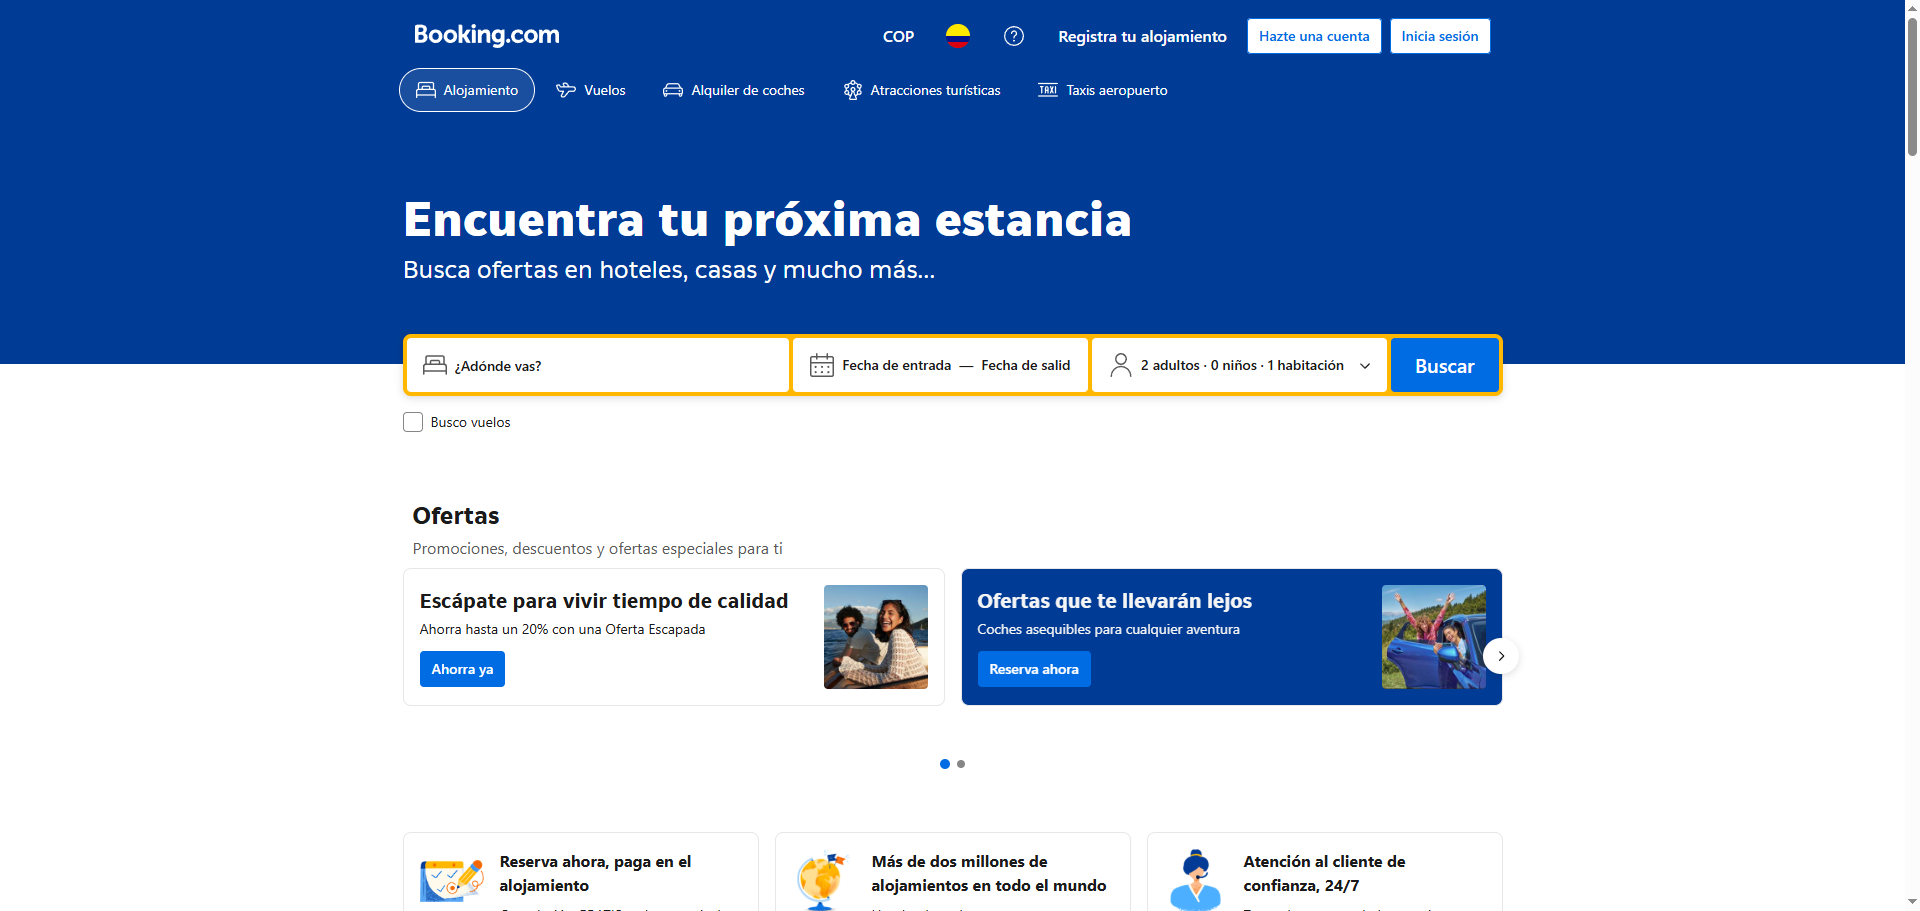 Booking.com
COP
Registra tu alojamiento
Hazte una cuenta
Inicia sesión
Alojamiento
Vuelos
Alquiler de coches
Atracciones turísticas
TAXI Taxis aeropuerto
Encuentra tu próxima estancia
Busca ofertas en hoteles, casas y mucho más...
¿Adónde vas?
Fecha de entrada — Fecha de salid
2 adultos · 0 niños · 1 habitación
Buscar
Busco vuelos
Ofertas
Promociones, descuentos y ofertas especiales para ti
Escápate para vivir tiempo de calidad
Ahorra hasta un 20% con una Oferta Escapada
Ahorra ya
Ofertas que te llevarán lejos
Coches asequibles para cualquier aventura
Reserva ahora
Reserva ahora, paga en el
alojamiento
Más de dos millones de
alojamientos en todo el mundo
Atención al cliente de
confianza, 24/7